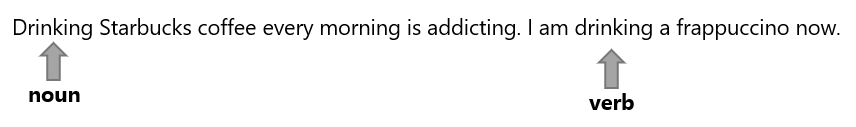 Drinking Starbucks coffee every morning is addicting. I am drinking a frappuccino now.
noun
verb